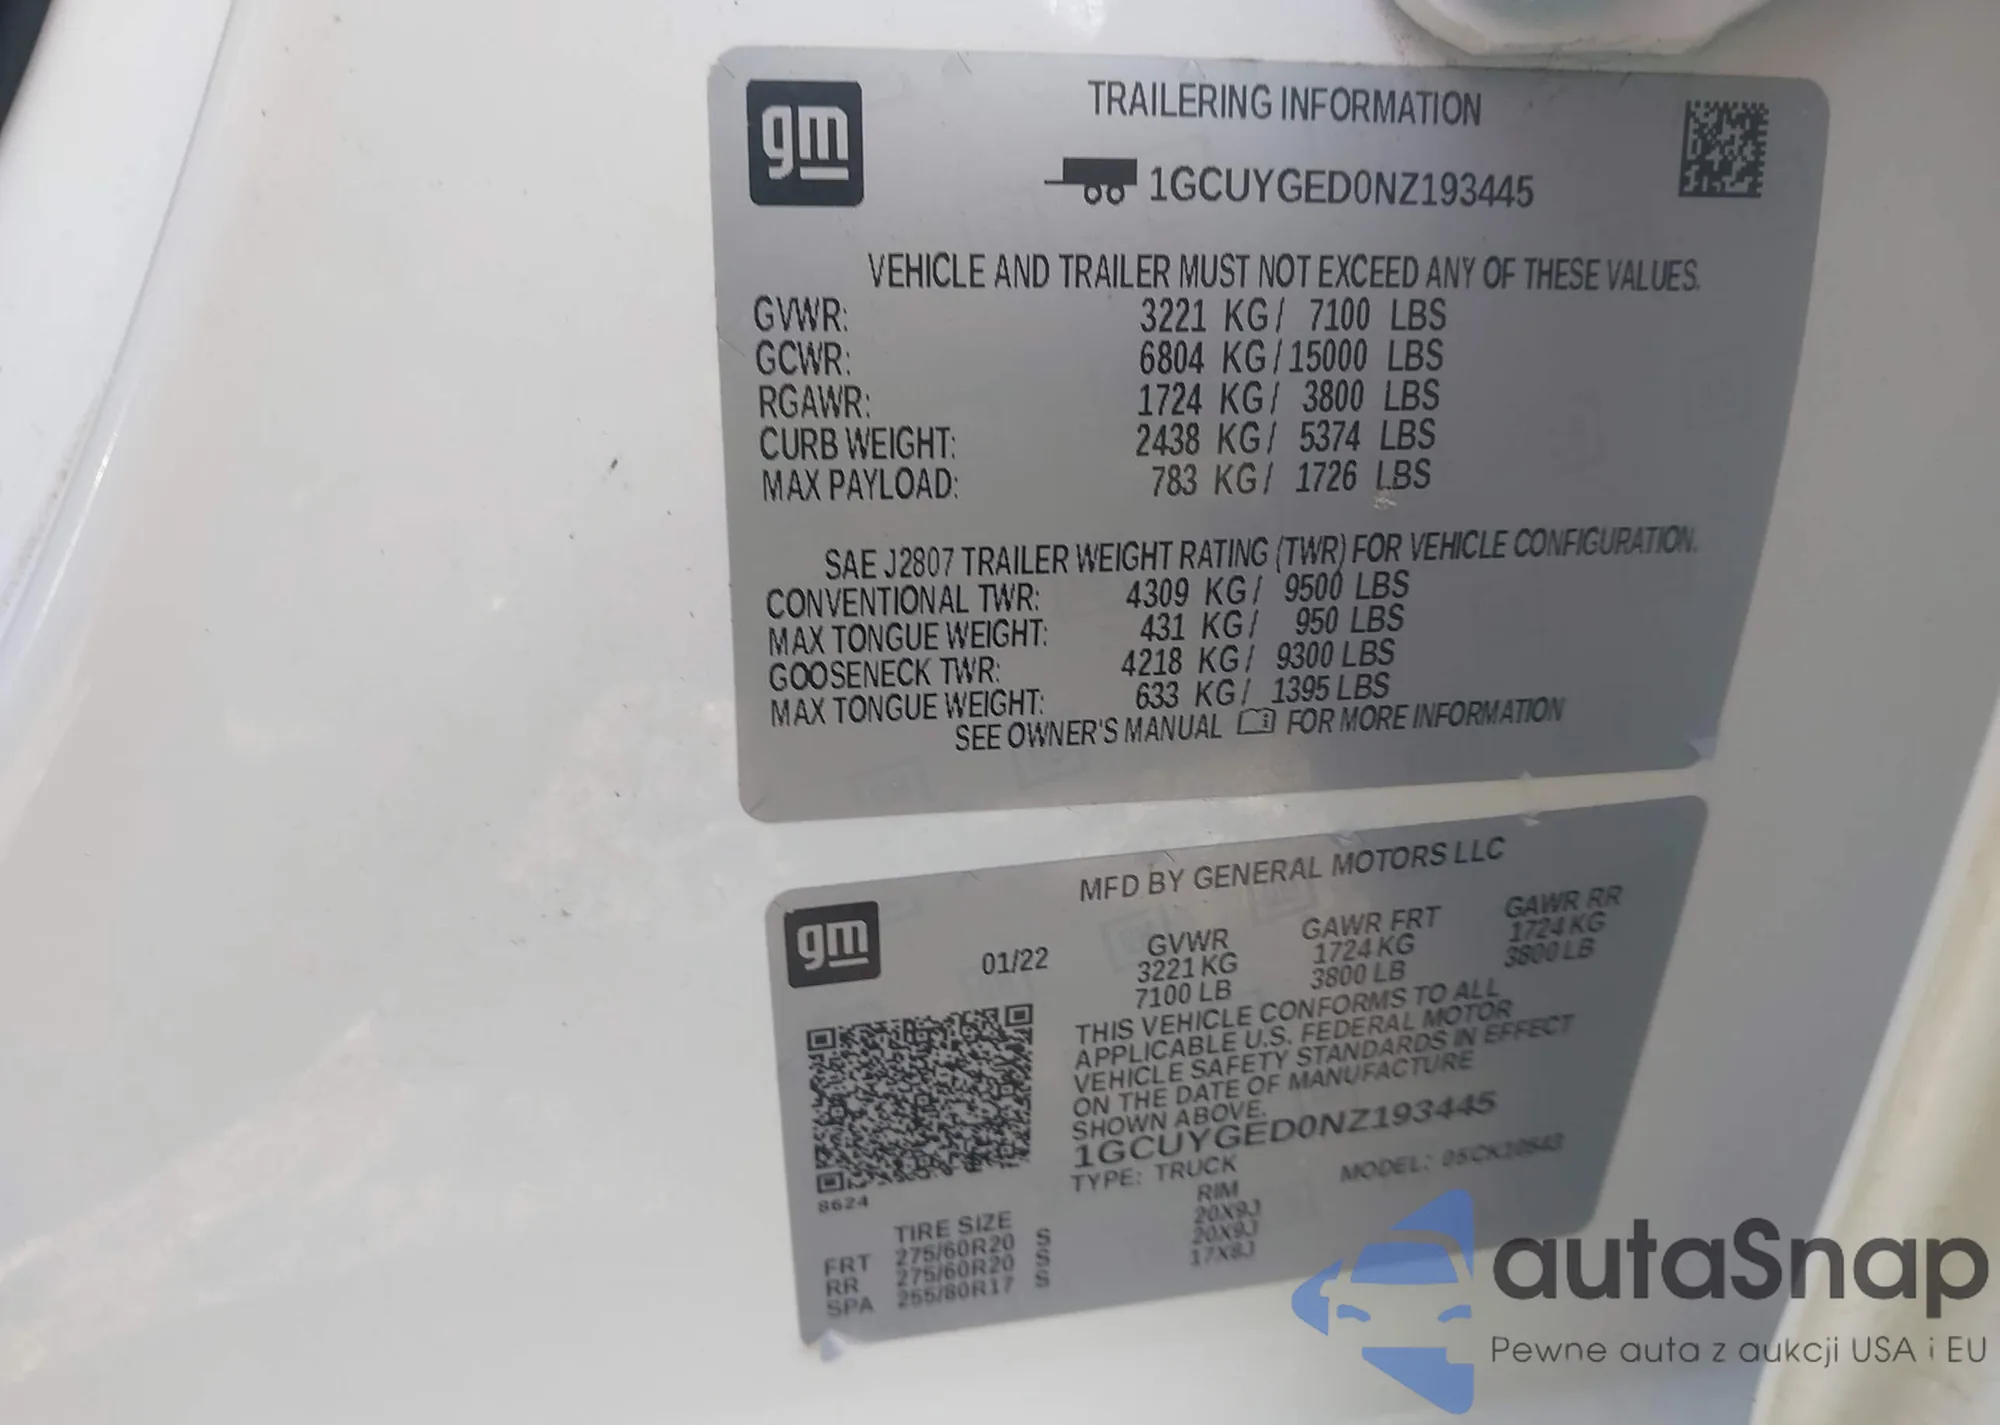 gm
TRAILERING INFORMATION
1GCUYGED0NZ193445
VEHICLE AND TRAILER MUST NOT EXCEED ANY OF THESE VALUES.
GVWR: 3221 KG/ 7100 LBS
GCWR: 6804 KG/15000 LBS
RGAWR: 1724 KG/ 3800 LBS
CURB WEIGHT: 2438 KG/ 5374 LBS
MAX PAYLOAD: 783 KG/ 1726 LBS
SAE J2807 TRAILER WEIGHT RATING (TWR) FOR VEHICLE CONFIGURATION.
CONVENTIONAL TWR: 4309 KG/ 9500 LBS
MAX TONGUE WEIGHT: 431 KG/ 950 LBS
GOOSENECK TWR: 4218 KG/ 9300 LBS
MAX TONGUE WEIGHT: 633 KG/ 1395 LBS
SEE OWNER'S MANUAL FOR MORE INFORMATION
gm
MFD BY GENERAL MOTORS LLC
01/22 GVWR GAWR FRT GAWR RR
3221 KG 1724 KG 1724 KG
7100 LB 3800 LB 3800 LB
THIS VEHICLE CONFORMS TO ALL
APPLICABLE U.S. FEDERAL MOTOR
VEHICLE SAFETY STANDARDS IN EFFECT
ON THE DATE OF MANUFACTURE
SHOWN ABOVE.
1GCUYGED0NZ193445
TYPE: TRUCK MODEL: 05CK10543
8624
TIRE SIZE RIM
FRT 275/60R20 S 20X9J
RR 275/60R20 S 20X9J
SPA 255/80R17 S 17X8J
autaSnap
Pewne auta z aukcji USA i EU